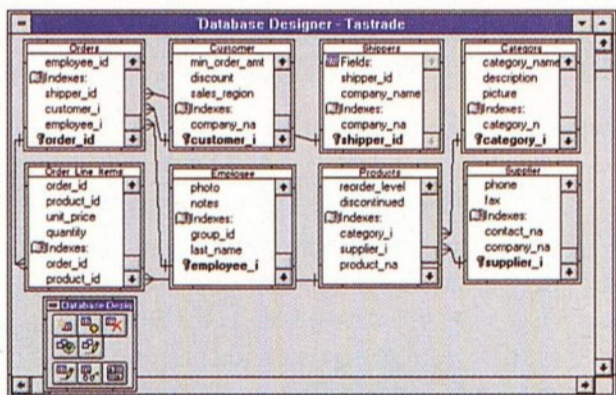 Database Designer - Tastrade
Orders
employee_id
Indexes:
shipper_id
customer_i
employee_i
order_id
Customer
min_order_amt
discount
sales_region
Indexes:
company_na
customer_i
Shippers
Fields:
shipper_id
company_name
Indexes:
company_na
shipper_id
Category
category_name
description
picture
Indexes:
category_n
category_i
Order Line Items
order_id
product_id
unit_price
quantity
Indexes:
order_id
product_id
Employee
photo
notes
Indexes:
group_id
last_name
employee_i
Products
reorder_level
discontinued
Indexes:
category_i
supplier_i
product_na
Supplier
phone
fax
Indexes:
contact_na
company_na
supplier_i
Database Desig